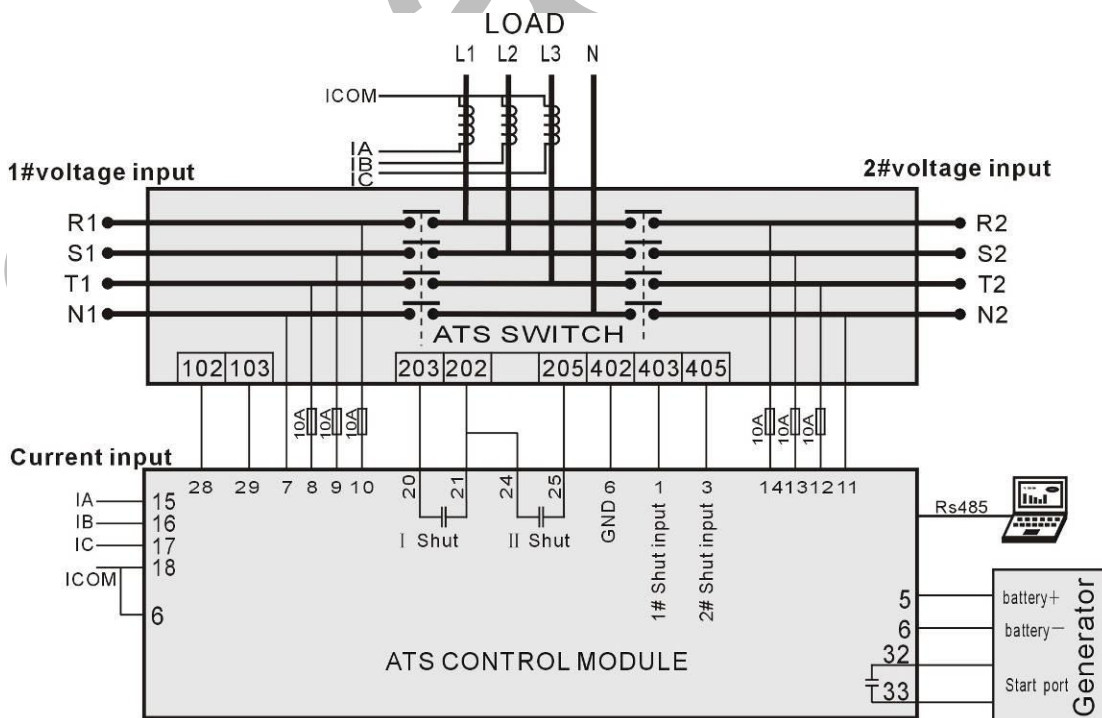 LOAD
L1 L2 L3 N
ICOM
IA
IB
IC
1#voltage input
2#voltage input
R1 R2
S1 S2
T1 T2
N1 N2
ATS SWITCH
102 103 203 202 205 402 403 405
10A 10A 10A 10A 10A 10A
Current input
28 29 7 8 9 10 20 21 24 25 6 1 3 14 13 12 11
IA 15
IB 16
IC 17
18
ICOM
6
I Shut
II Shut
GND
1# Shut input
2# Shut input
Rs485
5 battery+
6 battery-
32
33 Start port
Generator
ATS CONTROL MODULE